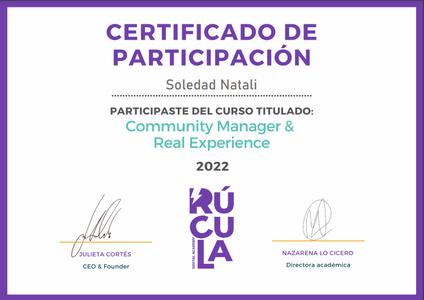 CERTIFICADO DE
PARTICIPACIÓN
Soledad Natali
PARTICIPASTE DEL CURSO TITULADO:
Community Manager &
Real Experience
2022
RÚ
CU
LA
DIGITAL ACADEMY
JULIETA CORTÉS
CEO & Founder
NAZARENA LO CICERO
Directora académica